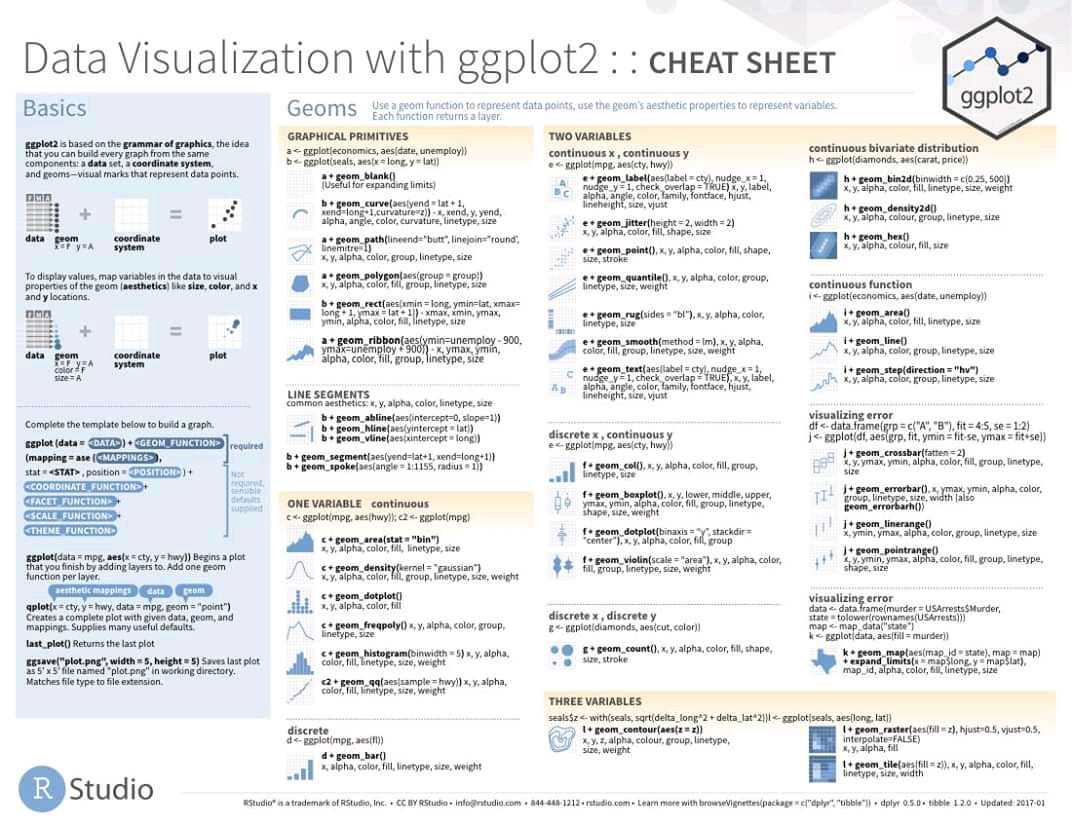 Data Visualization with ggplot2 : : CHEAT SHEET
ggplot2
Basics
ggplot2 is based on the grammar of graphics, the idea
that you can build every graph from the same
components: a data set, a coordinate system,
and geoms—visual marks that represent data points.
F M A
+
=
data geom
x = F y = A
coordinate
system
plot
To display values, map variables in the data to visual
properties of the geom (aesthetics) like size, color, and x
and y locations.
F M A
+
=
data geom
x = F y = A
color = F
size = A
coordinate
system
plot
Complete the template below to build a graph.
ggplot (data = <DATA>) + <GEOM_FUNCTION>
(mapping = ase (<MAPPINGS>),
stat = <STAT> , position = <POSITION>) +
<COORDINATE_FUNCTION>+
<FACET_FUNCTION>+
<SCALE_FUNCTION>+
<THEME_FUNCTION>
required
Not
required,
sensible
defaults
supplied
ggplot(data = mpg, aes(x = cty, y = hwy)) Begins a plot
that you finish by adding layers to. Add one geom
function per layer.
aesthetic mappings data geom
qplot(x = cty, y = hwy, data = mpg, geom = "point")
Creates a complete plot with given data, geom, and
mappings. Supplies many useful defaults.
last_plot() Returns the last plot
ggsave("plot.png", width = 5, height = 5) Saves last plot
as 5' x 5' file named "plot.png" in working directory.
Matches file type to file extension.
Geoms
Use a geom function to represent data points, use the geom's aesthetic properties to represent variables.
Each function returns a layer.
GRAPHICAL PRIMITIVES
a <- ggplot(economics, aes(date, unemploy))
b <- ggplot(seals, aes(x = long, y = lat))
a + geom_blank()
(Useful for expanding limits)
b + geom_curve(aes(yend = lat + 1,
xend=long+1,curvature=z)) - x, xend, y, yend,
alpha, angle, color, curvature, linetype, size
a + geom_path(lineend="butt", linejoin="round',
linemitre=1)
x, y, alpha, color, group, linetype, size
a + geom_polygon(aes(group = group))
x, y, alpha, color, fill, group, linetype, size
b + geom_rect(aes(xmin = long, ymin=lat, xmax=
long + 1, ymax = lat + 1)) - xmax, xmin, ymax,
ymin, alpha, color, fill, linetype, size
a + geom_ribbon(aes(ymin=unemploy - 900,
ymax=unemploy + 900)) - x, ymax, ymin,
alpha, color, fill, group, linetype, size
LINE SEGMENTS
common aesthetics: x, y, alpha, color, linetype, size
b + geom_abline(aes(intercept=0, slope=1))
b + geom_hline(aes(yintercept = lat))
b + geom_vline(aes(xintercept = long))
b + geom_segment(aes(yend=lat+1, xend=long+1))
b + geom_spoke(aes(angle = 1:1155, radius = 1))
ONE VARIABLE continuous
c <- ggplot(mpg, aes(hwy)); c2 <- ggplot(mpg)
c + geom_area(stat = "bin")
x, y, alpha, color, fill, linetype, size
c + geom_density(kernel = "gaussian")
x, y, alpha, color, fill, group, linetype, size, weight
c + geom_dotplot()
x, y, alpha, color, fill
c + geom_freqpoly() x, y, alpha, color, group,
linetype, size
c + geom_histogram(binwidth = 5) x, y, alpha,
color, fill, linetype, size, weight
c2 + geom_qq(aes(sample = hwy)) x, y, alpha,
color, fill, linetype, size, weight
discrete
d <- ggplot(mpg, aes(fl))
d + geom_bar()
x, alpha, color, fill, linetype, size, weight
TWO VARIABLES
continuous x , continuous y
e <- ggplot(mpg, aes(cty, hwy))
A
B C
e + geom_label(aes(label = cty), nudge_x = 1,
nudge_y = 1, check_overlap = TRUE) x, y, label,
alpha, angle, color, family, fontface, hjust,
lineheight, size, vjust
e + geom_jitter(height = 2, width = 2)
x, y, alpha, color, fill, shape, size
e + geom_point(), x, y, alpha, color, fill, shape,
size, stroke
e + geom_quantile(), x, y, alpha, color, group,
linetype, size, weight
e + geom_rug(sides = "bl"), x, y, alpha, color,
linetype, size
e + geom_smooth(method = lm), x, y, alpha,
color, fill, group, linetype, size, weight
C
A B
e + geom_text(aes(label = cty), nudge_x = 1,
nudge_y = 1, check_overlap = TRUE), x, y, label,
alpha, angle, color, family, fontface, hjust,
lineheight, size, vjust
discrete x , continuous y
e <- ggplot(mpg, aes(cty, hwy))
f + geom_col(), x, y, alpha, color, fill, group,
linetype, size
f + geom_boxplot(), x, y, lower, middle, upper,
ymax, ymin, alpha, color, fill, group, linetype,
shape, size, weight
f + geom_dotplot(binaxis = "y", stackdir =
"center"), x, y, alpha, color, fill, group
f + geom_violin(scale = "area"), x, y, alpha, color,
fill, group, linetype, size, weight
discrete x , discrete y
g <- ggplot(diamonds, aes(cut, color))
g + geom_count(), x, y, alpha, color, fill, shape,
size, stroke
continuous bivariate distribution
h <- ggplot(diamonds, aes(carat, price))
h + geom_bin2d(binwidth = c(0.25, 500))
x, y, alpha, color, fill, linetype, size, weight
h + geom_density2d()
x, y, alpha, colour, group, linetype, size
h + geom_hex()
x, y, alpha, colour, fill, size
continuous function
i <- ggplot(economics, aes(date, unemploy))
i + geom_area()
x, y, alpha, color, fill, linetype, size
i + geom_line()
x, y, alpha, color, group, linetype, size
i + geom_step(direction = "hv")
x, y, alpha, color, group, linetype, size
visualizing error
df <- data.frame(grp = c("A", "B"), fit = 4:5, se = 1:2)
j <- ggplot(df, aes(grp, fit, ymin = fit-se, ymax = fit+se))
j + geom_crossbar(fatten = 2)
x, y, ymax, ymin, alpha, color, fill, group, linetype,
size
j + geom_errorbar(), x, ymax, ymin, alpha, color,
group, linetype, size, width (also
geom_errorbarh())
j + geom_linerange()
x, ymin, ymax, alpha, color, group, linetype, size
j + geom_pointrange()
x, y, ymin, ymax, alpha, color, fill, group, linetype,
shape, size
visualizing error
data <- data.frame(murder = USArrests$Murder,
state = tolower(rownames(USArrests)))
map <- map_data("state")
k <- ggplot(data, aes(fill = murder))
k + geom_map(aes(map_id = state), map = map)
+ expand_limits(x = map$long, y = map$lat),
map_id, alpha, color, fill, linetype, size
THREE VARIABLES
seals$z <- with(seals, sqrt(delta_long^2 + delta_lat^2))l <- ggplot(seals, aes(long, lat))
l + geom_contour(aes(z = z))
x, y, z, alpha, colour, group, linetype,
size, weight
l + geom_raster(aes(fill = z), hjust=0.5, vjust=0.5,
interpolate=FALSE)
x, y, alpha, fill
l + geom_tile(aes(fill = z)), x, y, alpha, color, fill,
linetype, size, width
R Studio
RStudio® is a trademark of RStudio, Inc. • CC BY RStudio • info@rstudio.com • 844-448-1212 • rstudio.com • Learn more with browseVignettes(package = c("dplyr", "tibble")) • dplyr 0.5.0 • tibble 1.2.0 • Updated: 2017-01